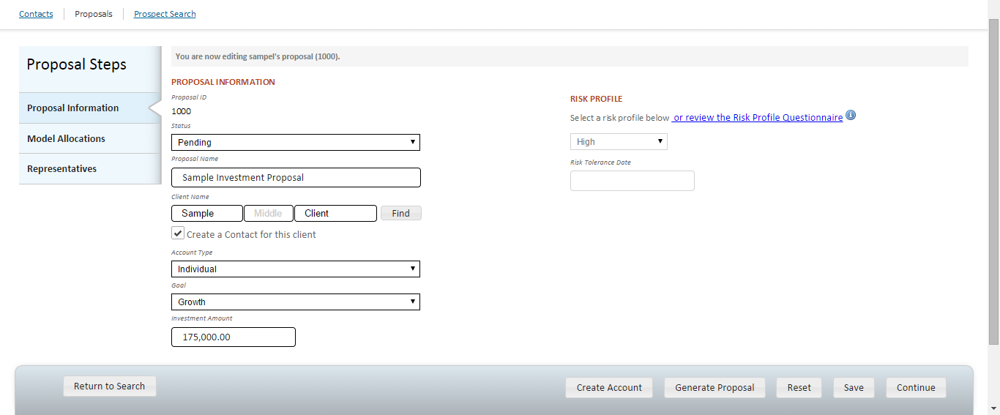 Contacts Proposals Prospect Search
Proposal Steps
Proposal Information
Model Allocations
Representatives
You are now editing sampel's proposal (1000).
PROPOSAL INFORMATION
Proposal ID
1000
Status
Pending
Proposal Name
Sample Investment Proposal
Client Name
Sample Middle Client Find
Create a Contact for this client
Account Type
Individual
Goal
Growth
Investment Amount
175,000.00
RISK PROFILE
Select a risk profile below or review the Risk Profile Questionnaire
High
Risk Tolerance Date
Return to Search Create Account Generate Proposal Reset Save Continue